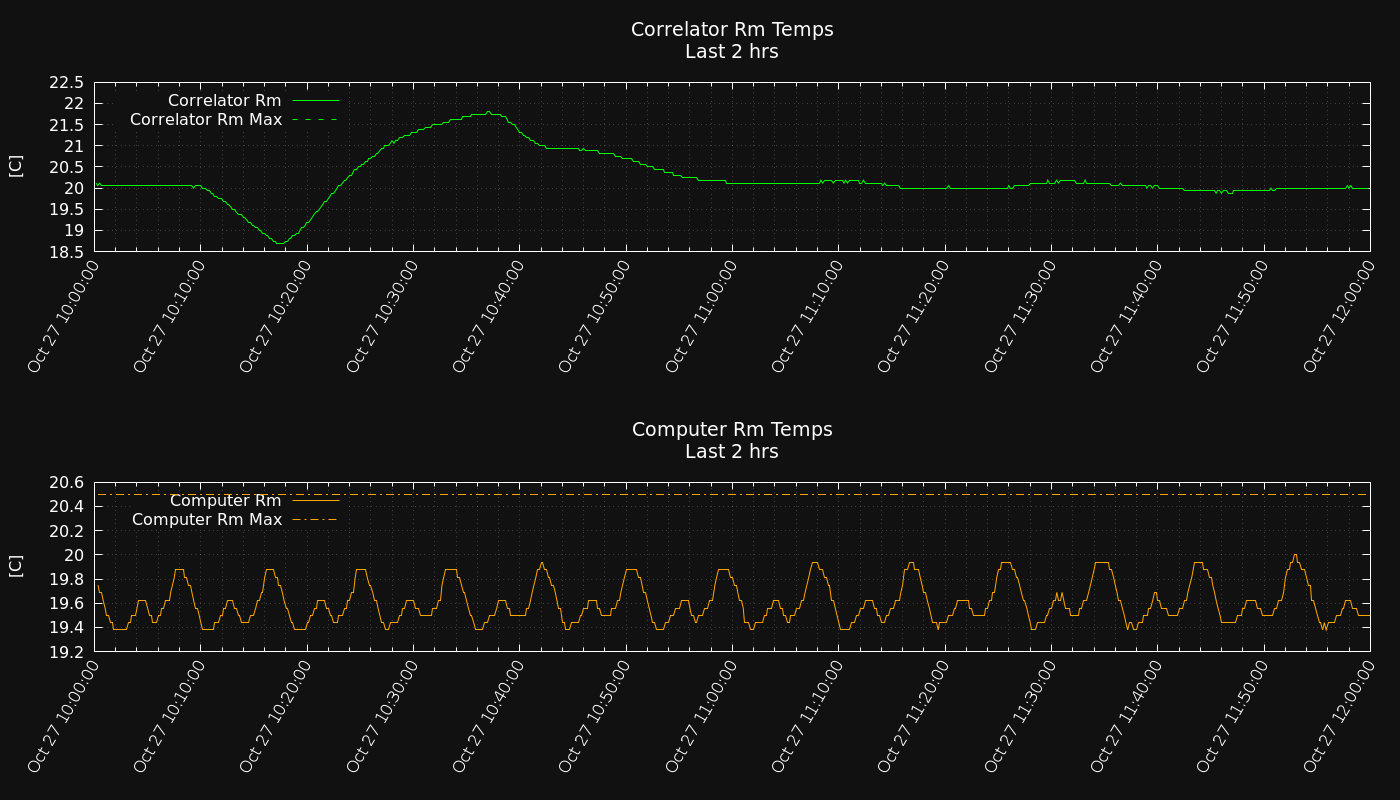 Correlator Rm Temps
Last 2 hrs
[C]
22.5
22
21.5
21
20.5
20
19.5
19
18.5
Correlator Rm
Correlator Rm Max
Oct 27 10:00:00
Oct 27 10:10:00
Oct 27 10:20:00
Oct 27 10:30:00
Oct 27 10:40:00
Oct 27 10:50:00
Oct 27 11:00:00
Oct 27 11:10:00
Oct 27 11:20:00
Oct 27 11:30:00
Oct 27 11:40:00
Oct 27 11:50:00
Oct 27 12:00:00
Computer Rm Temps
Last 2 hrs
[C]
20.6
20.4
20.2
20
19.8
19.6
19.4
19.2
Computer Rm
Computer Rm Max
Oct 27 10:00:00
Oct 27 10:10:00
Oct 27 10:20:00
Oct 27 10:30:00
Oct 27 10:40:00
Oct 27 10:50:00
Oct 27 11:00:00
Oct 27 11:10:00
Oct 27 11:20:00
Oct 27 11:30:00
Oct 27 11:40:00
Oct 27 11:50:00
Oct 27 12:00:00